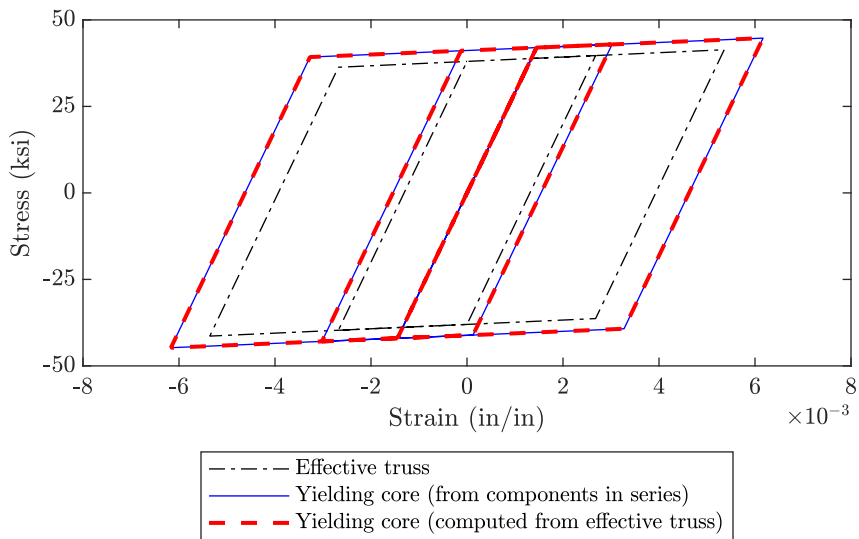 50
25
0
-25
-50
Stress (ksi)
-8 -6 -4 -2 0 2 4 6 8
Strain (in/in)
×10⁻³
Effective truss
Yielding core (from components in series)
Yielding core (computed from effective truss)